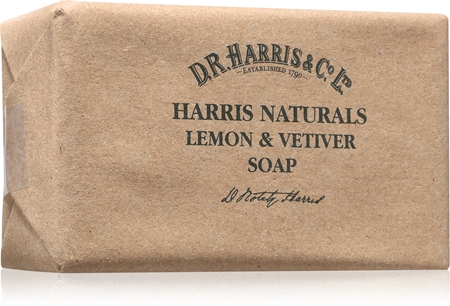 D.R. HARRIS & Co. Ltd.
—ESTABLISHED 1790—
HARRIS NATURALS
LEMON & VETIVER
SOAP